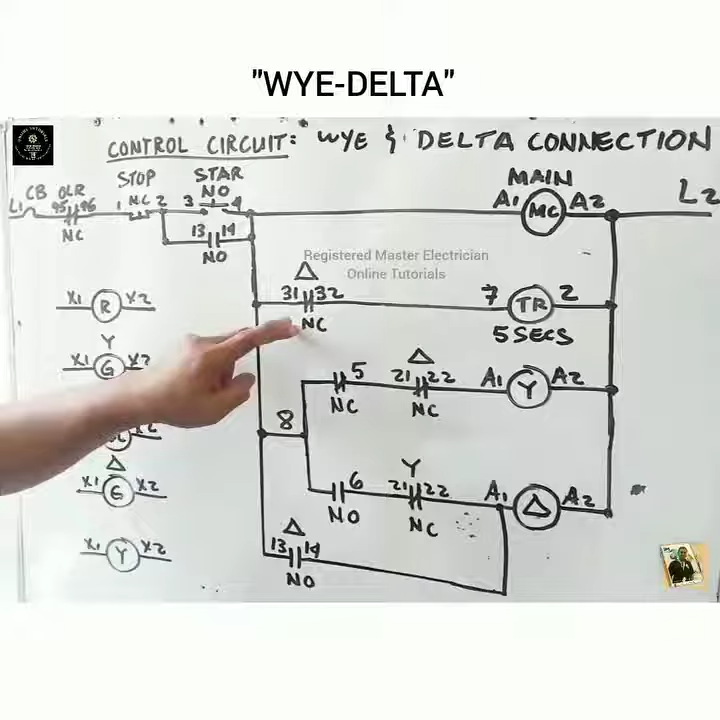 "WYE-DELTA"
CONTROL CIRCUIT: WYE & DELTA CONNECTION
CB OLR STOP STAR MAIN
L1 95 96 1 NC 2 3 NO 4 A1 MC A2 L2
NC 13 14
NO
Registered Master Electrician
Online Tutorials
Δ
31 32 7 TR 2
NC 5 SECS
X1 R X2
Y
X1 G X2
5 Δ 21 22 A1 Y A2
NC NC
X2
8
Δ
X1 G X2
6 Y 21 22 A1 Δ A2
NO NC
Δ
13 14
NO
X1 Y X2